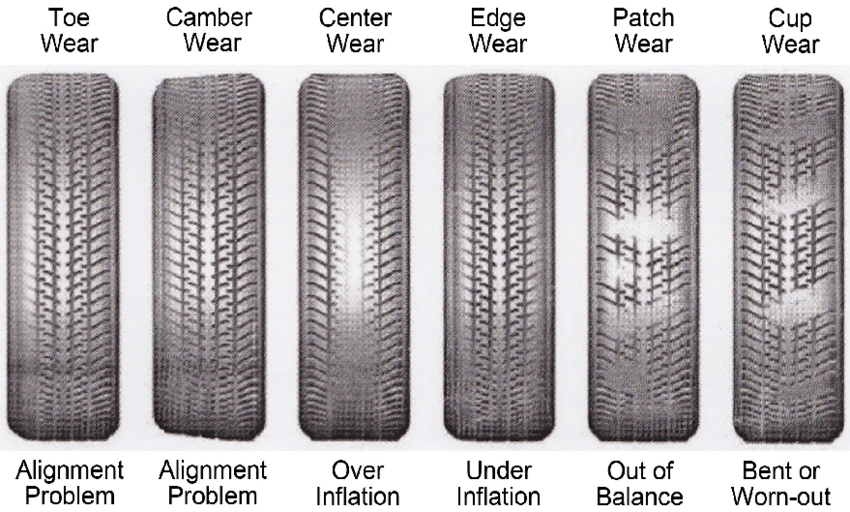 Toe
Wear
Camber
Wear
Center
Wear
Edge
Wear
Patch
Wear
Cup
Wear
Alignment
Problem
Alignment
Problem
Over
Inflation
Under
Inflation
Out of
Balance
Bent or
Worn-out